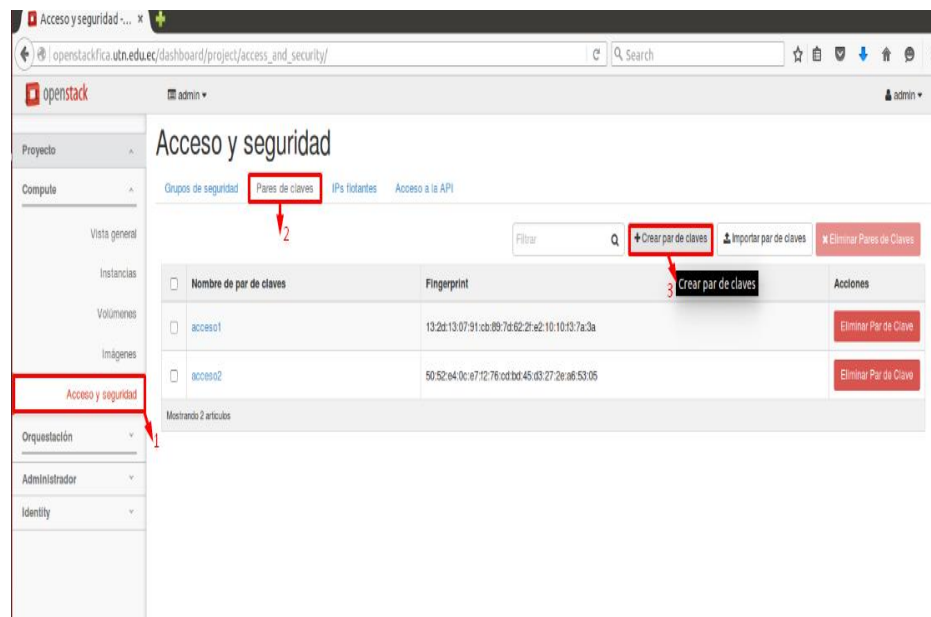 Acceso y seguridad -... ×
openstackfica.utn.edu.ec/dashboard/project/access_and_security/
Search
openstack
admin
admin
Proyecto
Compute
Vista general
Instancias
Volúmenes
Imágenes
Acceso y seguridad
1
Orquestación
Administrador
Identity
Acceso y seguridad
Grupos de seguridad
Pares de claves
IPs flotantes
Acceso a la API
2
Filtrar
+Crear par de claves
Importar par de claves
×Eliminar Pares de Claves
3
Crear par de claves
Nombre de par de claves
Fingerprint
Acciones
acceso1
13:2d:13:07:91:cb:89:7d:62:2f:e2:10:10:f3:7a:3a
Eliminar Par de Clave
acceso2
50:52:e4:0c:e7:f2:76:cd:bd:45:d3:27:2e:a6:53:05
Eliminar Par de Clave
Mostrando 2 artículos